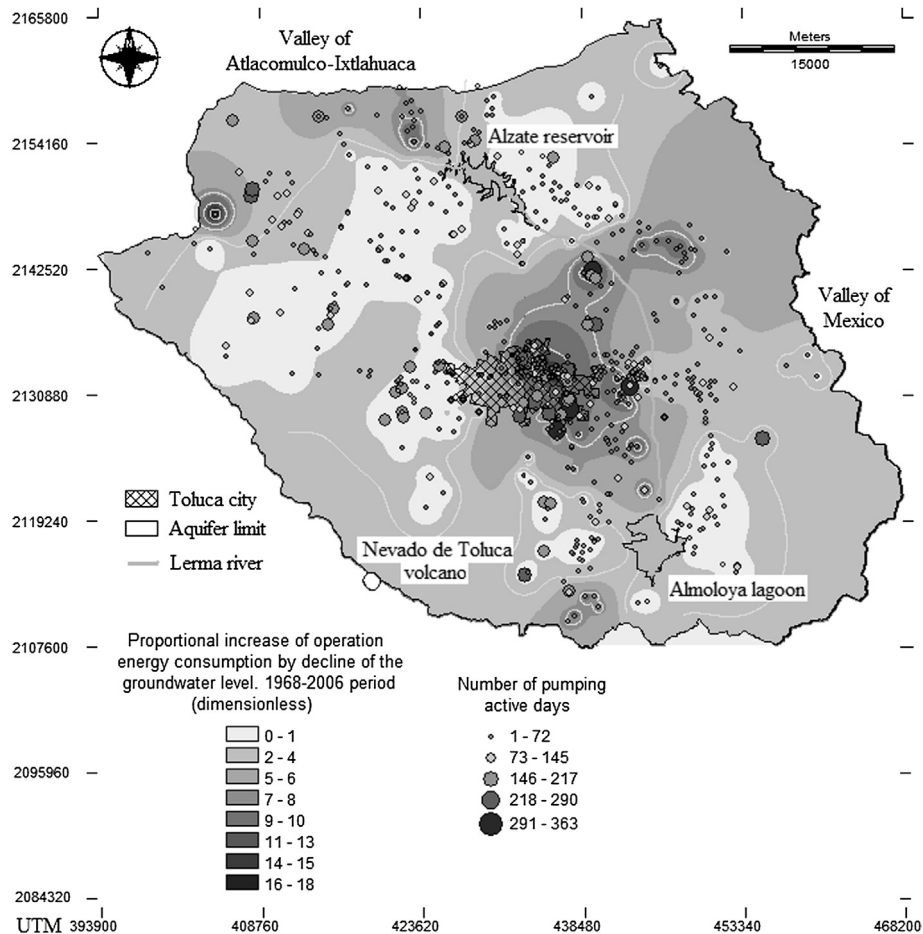 2165800
Valley of
Atlacomulco-Ixtlahuaca
Meters
15000
2154160
Alzate reservoir
2142520
Valley of
Mexico
2130880
Toluca city
2119240
Aquifer limit
Lerma river
Nevado de Toluca
volcano
Almoloya lagoon
2107600
Proportional increase of operation
energy consumption by decline of the
groundwater level. 1968-2006 period
(dimensionless)
0 - 1
2 - 4
5 - 6
7 - 8
9 - 10
11 - 13
14 - 15
16 - 18
Number of pumping
active days
1 - 72
73 - 145
146 - 217
218 - 290
291 - 363
2095960
2084320
UTM 393900 408760 423620 438480 453340 468200